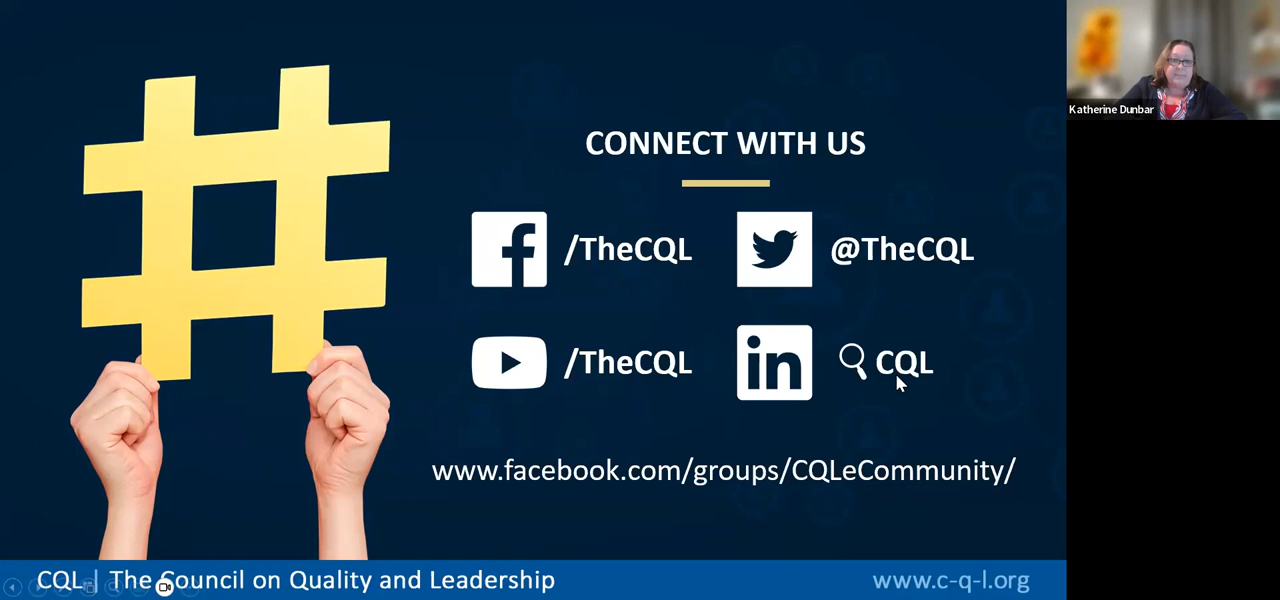 CONNECT WITH US
/TheCQL
@TheCQL
/TheCQL
in CQL
www.facebook.com/groups/CQLeCommunity/
CQL | The Council on Quality and Leadership
www.c-q-l.org
Katherine Dunbar